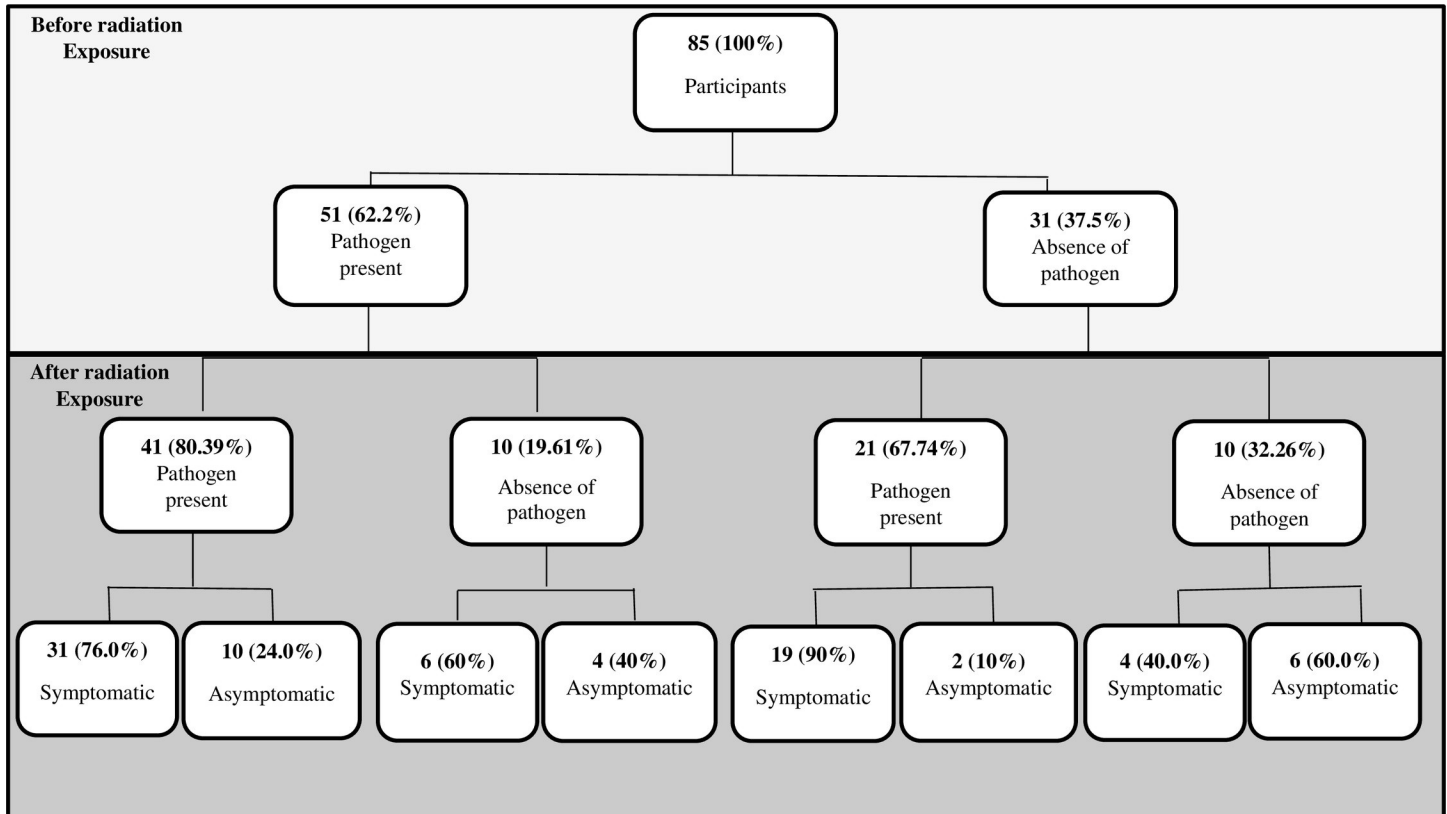 Before radiation
Exposure
85 (100%)
Participants
51 (62.2%)
Pathogen
present
31 (37.5%)
Absence of
pathogen
After radiation
Exposure
41 (80.39%)
Pathogen
present
10 (19.61%)
Absence of
pathogen
21 (67.74%)
Pathogen
present
10 (32.26%)
Absence of
pathogen
31 (76.0%)
Symptomatic
10 (24.0%)
Asymptomatic
6 (60%)
Symptomatic
4 (40%)
Asymptomatic
19 (90%)
Symptomatic
2 (10%)
Asymptomatic
4 (40.0%)
Symptomatic
6 (60.0%)
Asymptomatic